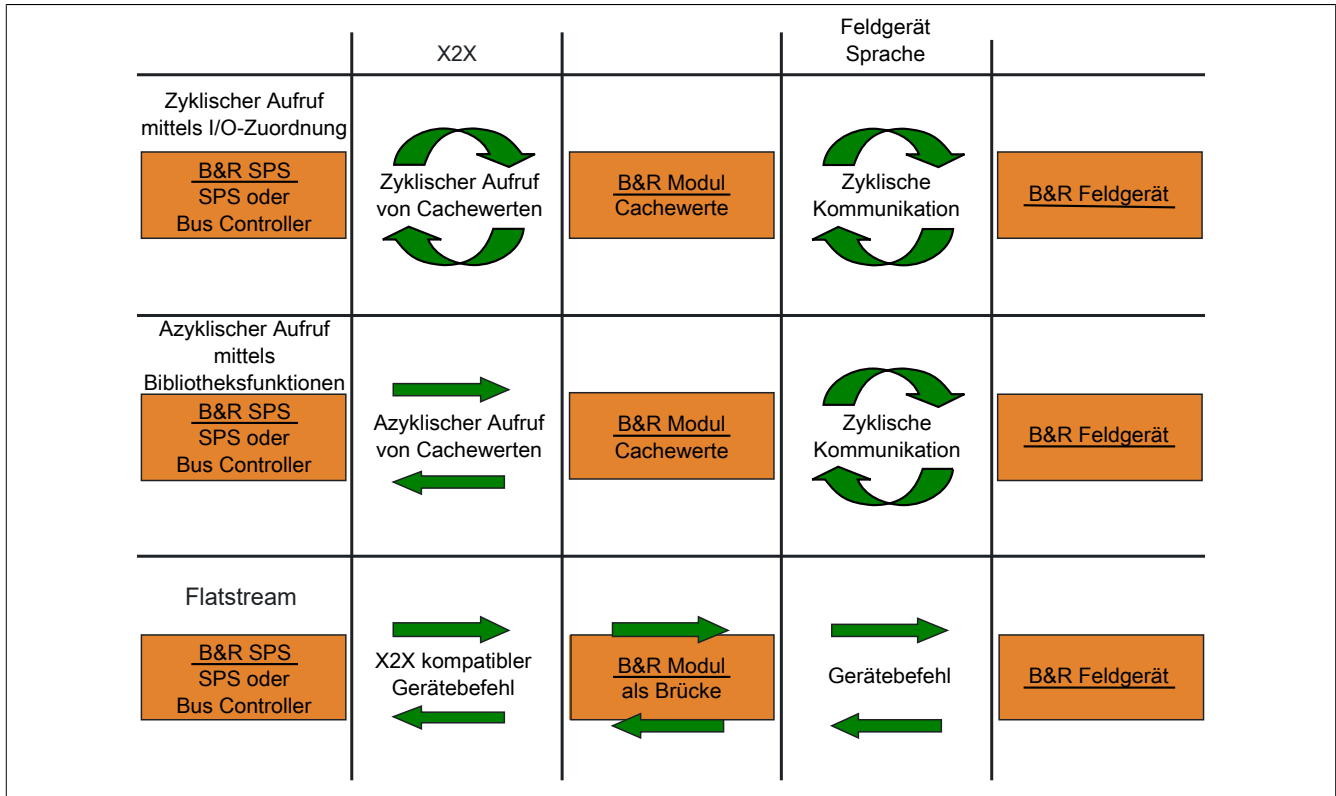 X2X
Feldgerät
Sprache
Zyklischer Aufruf
mittels I/O-Zuordnung
B&R SPS
SPS oder
Bus Controller
Zyklischer Aufruf
von Cachewerten
B&R Modul
Cachewerte
Zyklische
Kommunikation
B&R Feldgerät
Azyklischer Aufruf
mittels
Bibliotheksfunktionen
B&R SPS
SPS oder
Bus Controller
Azyklischer Aufruf
von Cachewerten
B&R Modul
Cachewerte
Zyklische
Kommunikation
B&R Feldgerät
Flatstream
B&R SPS
SPS oder
Bus Controller
X2X kompatibler
Gerätebefehl
B&R Modul
als Brücke
Gerätebefehl
B&R Feldgerät